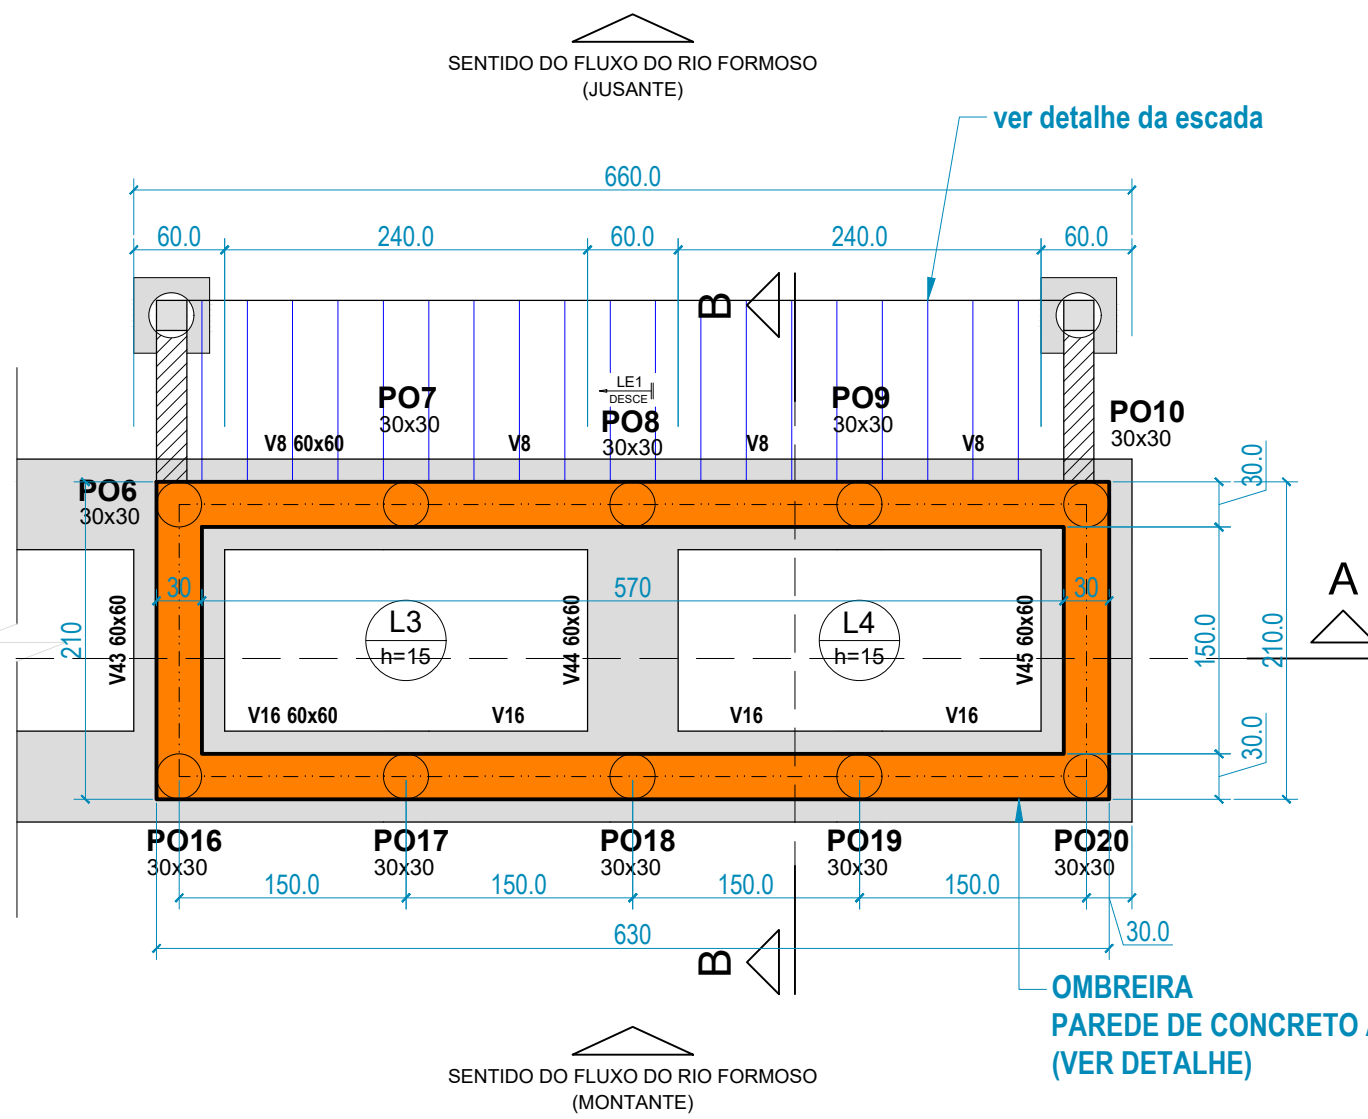 SENTIDO DO FLUXO DO RIO FORMOSO
(JUSANTE)
ver detalhe da escada
660.0
60.0
240.0
60.0
240.0
60.0
B
LE1
DESCE
PO7
30x30
PO8
30x30
PO9
30x30
PO10
30x30
V8 60x60
V8
V8
V8
PO6
30x30
30.0
30
570
30
A
L3
h=15
L4
h=15
210
V43 60x60
V44 60x60
V45 60x60
150.0
210.0
V16 60x60
V16
V16
V16
30.0
PO16
30x30
PO17
30x30
PO18
30x30
PO19
30x30
PO20
30x30
150.0
150.0
150.0
150.0
630
30.0
B
OMBREIRA
PAREDE DE CONCRETO
(VER DETALHE)
SENTIDO DO FLUXO DO RIO FORMOSO
(MONTANTE)